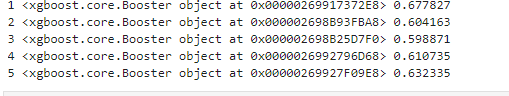 1 <xgboost.core.Booster object at 0x00000269917372E8> 0.677827
2 <xgboost.core.Booster object at 0x000002698B93FBA8> 0.604163
3 <xgboost.core.Booster object at 0x000002698B25D7F0> 0.598871
4 <xgboost.core.Booster object at 0x0000026992796D68> 0.610735
5 <xgboost.core.Booster object at 0x00000269927F09E8> 0.632335